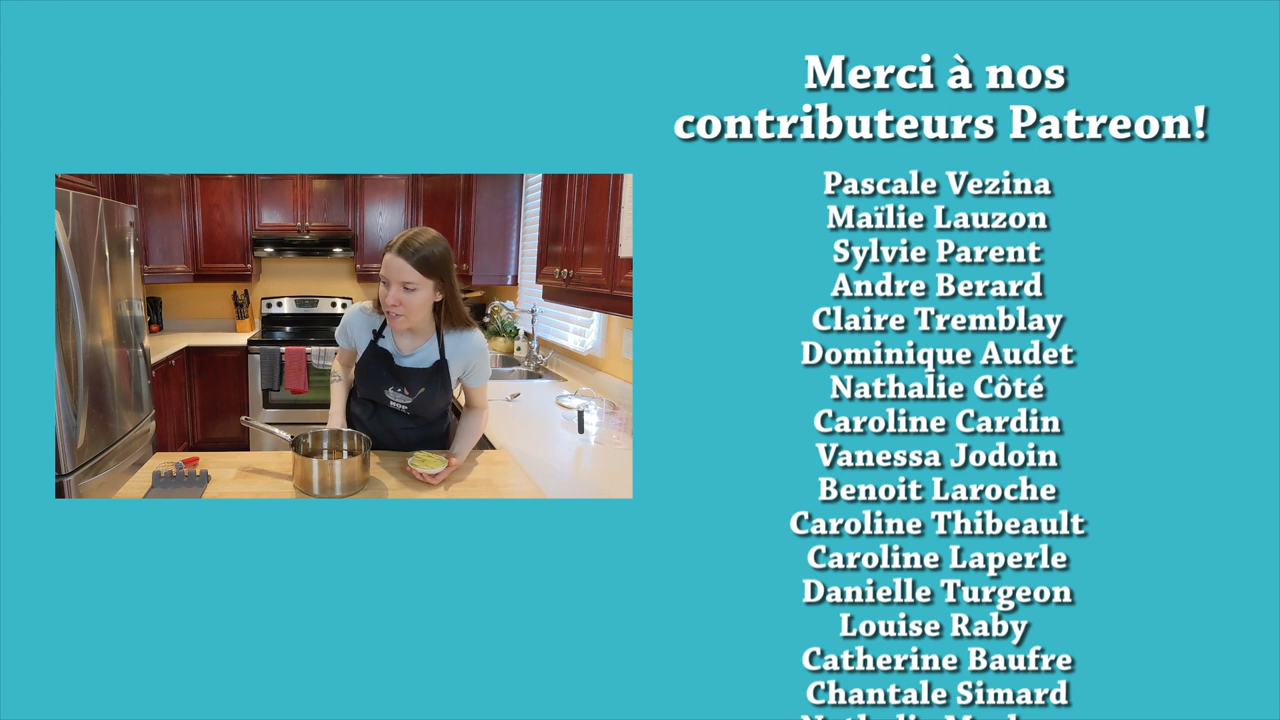 Merci à nos
contributeurs Patreon!
Pascale Vezina
Maïlie Lauzon
Sylvie Parent
Andre Berard
Claire Tremblay
Dominique Audet
Nathalie Côté
Caroline Cardin
Vanessa Jodoin
Benoit Laroche
Caroline Thibeault
Caroline Laperle
Danielle Turgeon
Louise Raby
Catherine Baufre
Chantale Simard
HOP